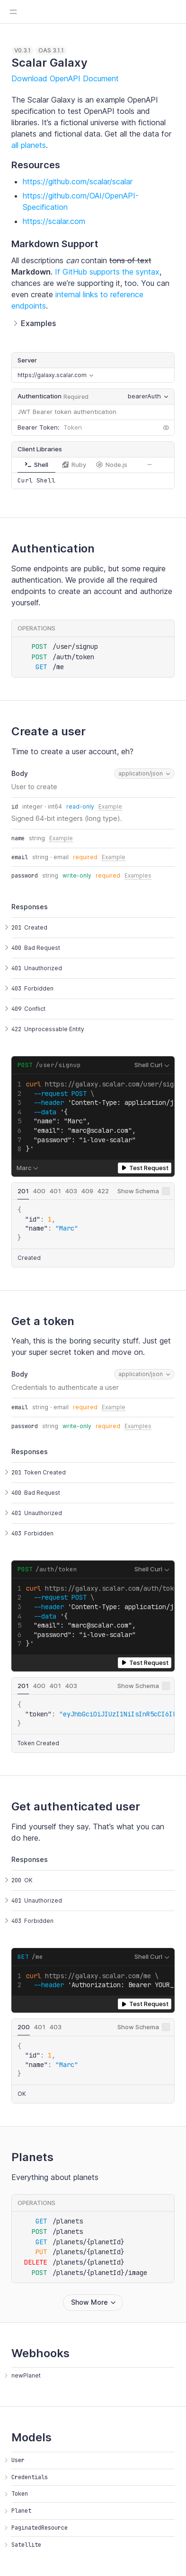 v0.3.1 OAS 3.1.1
Scalar Galaxy
Download OpenAPI Document
The Scalar Galaxy is an example OpenAPI
specification to test OpenAPI tools and
libraries. It's a fictional universe with fictional
planets and fictional data. Get all the data for
all planets.
Resources
https://github.com/scalar/scalar
https://github.com/OAI/OpenAPI-
Specification
https://scalar.com
Markdown Support
All descriptions can contain tons of text
Markdown. If GitHub supports the syntax,
chances are we're supporting it, too. You can
even create internal links to reference
endpoints.
Examples
Server
https://galaxy.scalar.com
Authentication Required bearerAuth
JWT Bearer token authentication
Bearer Token: Token
Client Libraries
Shell Ruby Node.js
Curl Shell
Authentication
Some endpoints are public, but some require
authentication. We provide all the required
endpoints to create an account and authorize
yourself.
OPERATIONS
POST /user/signup
POST /auth/token
GET /me
Create a user
Time to create a user account, eh?
Body application/json
User to create
id integer · int64 read-only Example
Signed 64-bit integers (long type).
name string Example
email string · email required Example
password string write-only required Examples
Responses
201 Created
400 Bad Request
401 Unauthorized
403 Forbidden
409 Conflict
422 Unprocessable Entity
POST /user/signup Shell Curl
1 curl https://galaxy.scalar.com/user/sig
2 --request POST \
3 --header 'Content-Type: application/j
4 --data '{
5 "name": "Marc",
6 "email": "marc@scalar.com",
7 "password": "i-love-scalar"
8 }'
Marc Test Request
201 400 401 403 409 422 Show Schema
{
"id": 1,
"name": "Marc"
}
Created
Get a token
Yeah, this is the boring security stuff. Just get
your super secret token and move on.
Body application/json
Credentials to authenticate a user
email string · email required Example
password string write-only required Examples
Responses
201 Token Created
400 Bad Request
401 Unauthorized
403 Forbidden
POST /auth/token Shell Curl
1 curl https://galaxy.scalar.com/auth/tok
2 --request POST \
3 --header 'Content-Type: application/j
4 --data '{
5 "email": "marc@scalar.com",
6 "password": "i-love-scalar"
7 }'
Test Request
201 400 401 403 Show Schema
{
"token": "eyJhbGciOiJIUzI1NiIsInR5cCI6Ik
}
Token Created
Get authenticated user
Find yourself they say. That's what you can
do here.
Responses
200 OK
401 Unauthorized
403 Forbidden
GET /me Shell Curl
1 curl https://galaxy.scalar.com/me \
2 --header 'Authorization: Bearer YOUR_
Test Request
200 401 403 Show Schema
{
"id": 1,
"name": "Marc"
}
OK
Planets
Everything about planets
OPERATIONS
GET /planets
POST /planets
GET /planets/{planetId}
PUT /planets/{planetId}
DELETE /planets/{planetId}
POST /planets/{planetId}/image
Show More
Webhooks
newPlanet
Models
User
Credentials
Token
Planet
PaginatedResource
Satellite